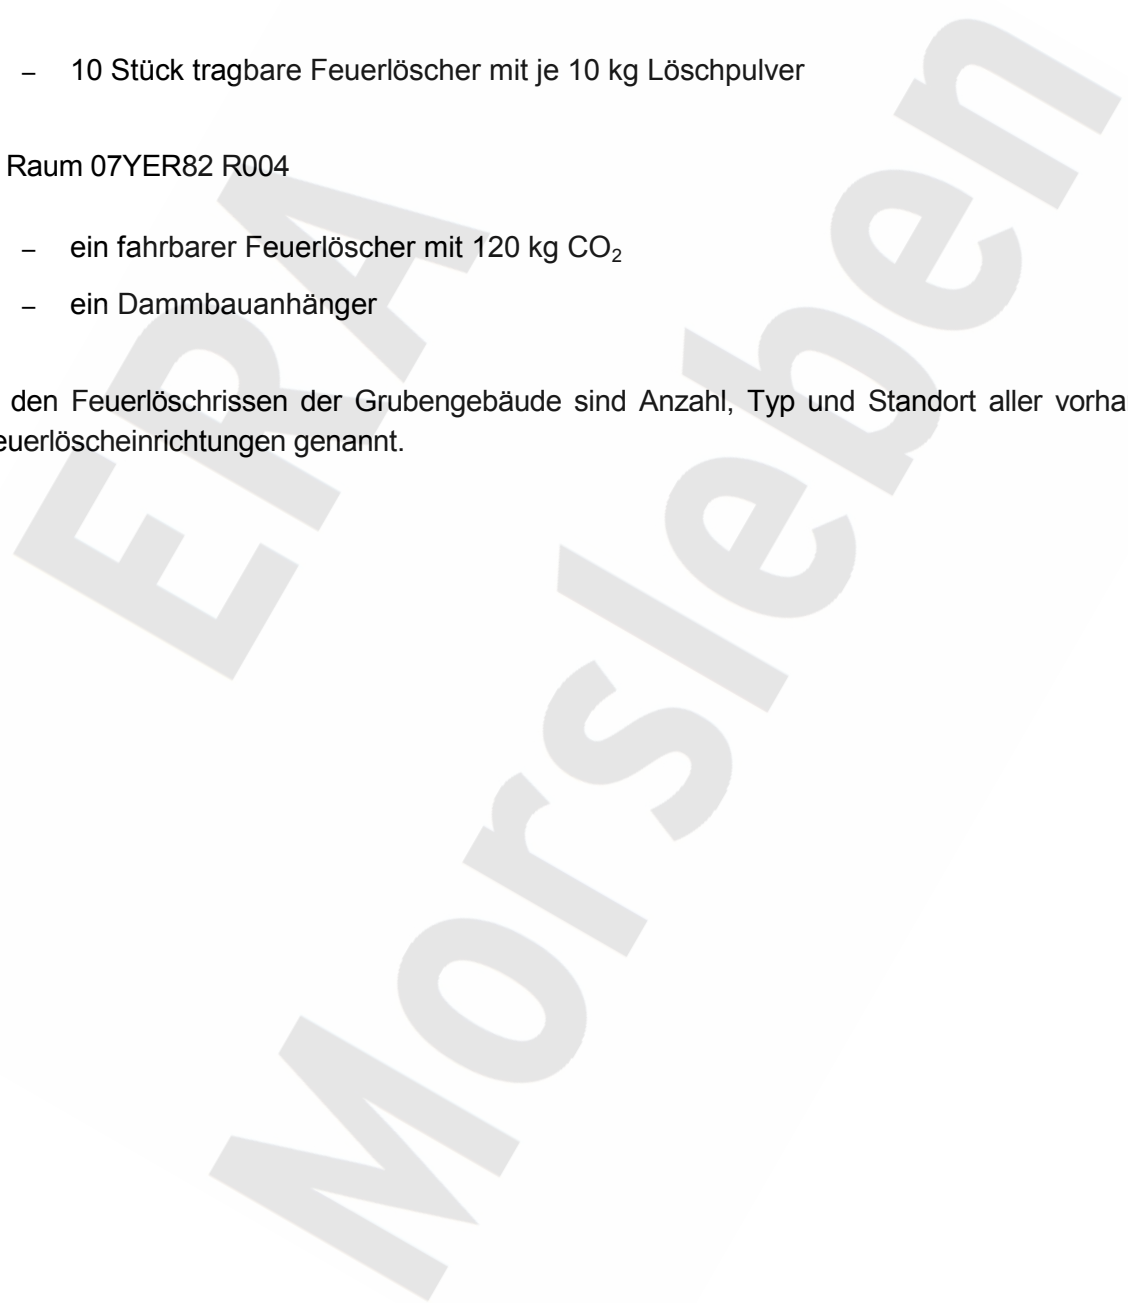 – 10 Stück tragbare Feuerlöscher mit je 10 kg Löschpulver
Raum 07YER82 R004
– ein fahrbarer Feuerlöscher mit 120 kg CO₂
– ein Dammbauanhänger
den Feuerlöschrissen der Grubengebäude sind Anzahl, Typ und Standort aller vorha
euerlöscheinrichtungen genannt.
ERA
Morsleben